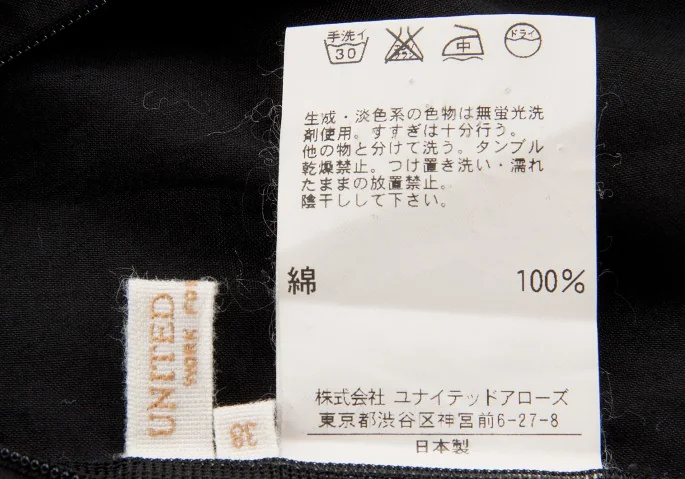 手洗イ
30
中
ドライ
生成・淡色系の色物は無蛍光洗
剤使用。すすぎは十分行う。
他の物と分けて洗う。タンブル
乾燥禁止。つけ置き洗い・濡れ
たままの放置禁止。
陰干しして下さい。
綿 100%
株式会社 ユナイテッドアローズ
東京都渋谷区神宮前6-27-8
日本製
UNITED
WORK FOR
38